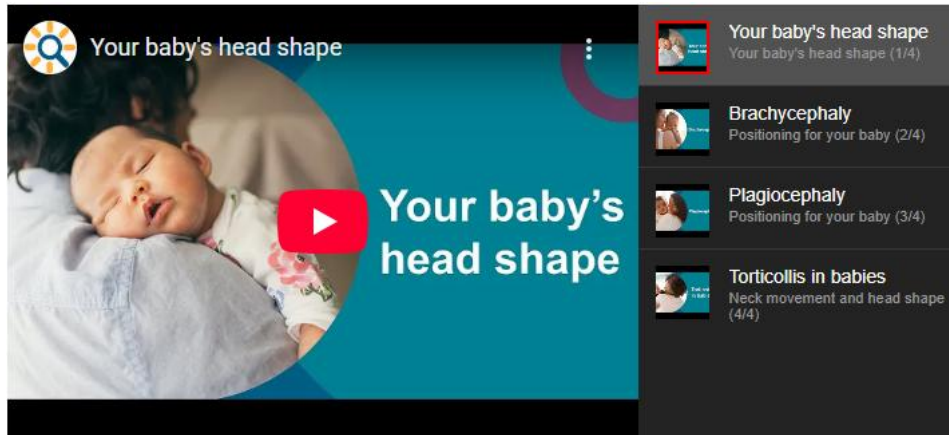 Your baby's head shape
Your baby’s
head shape
Your baby's head shape
Your baby's head shape (1/4)
Brachycephaly
Positioning for your baby (2/4)
Plagiocephaly
Positioning for your baby (3/4)
Torticollis in babies
Neck movement and head shape
(4/4)